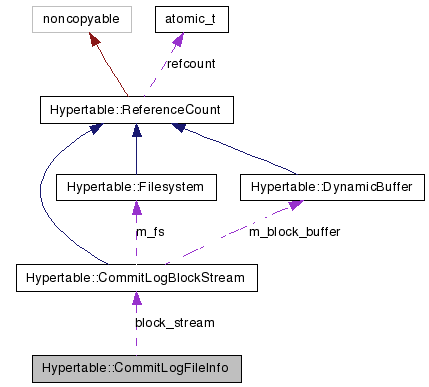 noncopyable
atomic_t
refcount
Hypertable::ReferenceCount
Hypertable::Filesystem
Hypertable::DynamicBuffer
m_fs
m_block_buffer
Hypertable::CommitLogBlockStream
block_stream
Hypertable::CommitLogFileInfo